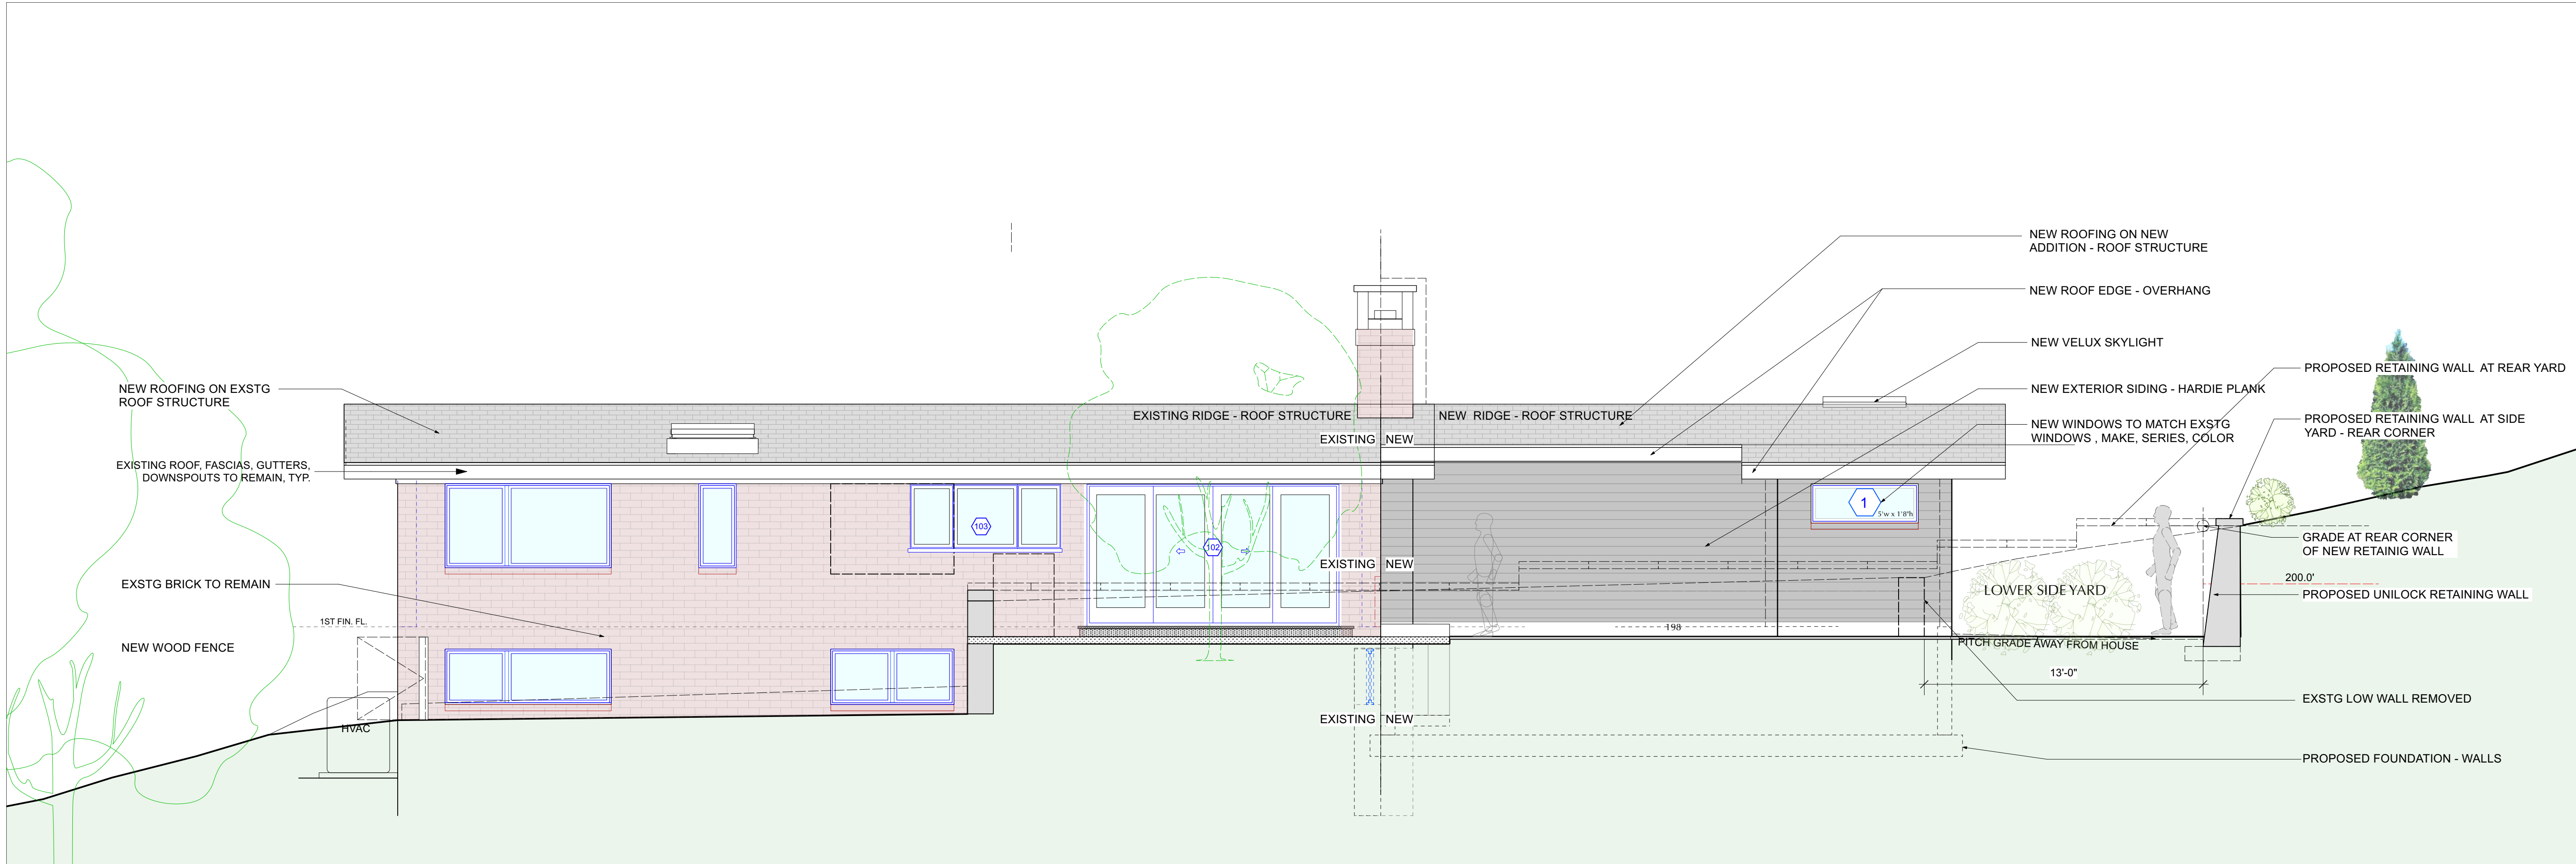 NEW ROOFING ON NEW
ADDITION - ROOF STRUCTURE
NEW ROOF EDGE - OVERHANG
NEW VELUX SKYLIGHT
PROPOSED RETAINING WALL AT REAR YARD
NEW ROOFING ON EXSTG
ROOF STRUCTURE
NEW EXTERIOR SIDING - HARDIE PLANK
EXISTING RIDGE - ROOF STRUCTURE
NEW RIDGE - ROOF STRUCTURE
PROPOSED RETAINING WALL AT SIDE
YARD - REAR CORNER
NEW WINDOWS TO MATCH EXSTG
WINDOWS , MAKE, SERIES, COLOR
EXISTING NEW
EXISTING ROOF, FASCIAS, GUTTERS,
DOWNSPOUTS TO REMAIN, TYP.
1
5'w x 1'8"h
103
102
GRADE AT REAR CORNER
OF NEW RETAINIG WALL
EXISTING NEW
200.0'
EXSTG BRICK TO REMAIN
LOWER SIDE YARD
PROPOSED UNILOCK RETAINING WALL
1ST FIN. FL.
198
NEW WOOD FENCE
PITCH GRADE AWAY FROM HOUSE
13'-0"
EXSTG LOW WALL REMOVED
EXISTING NEW
HVAC
PROPOSED FOUNDATION - WALLS